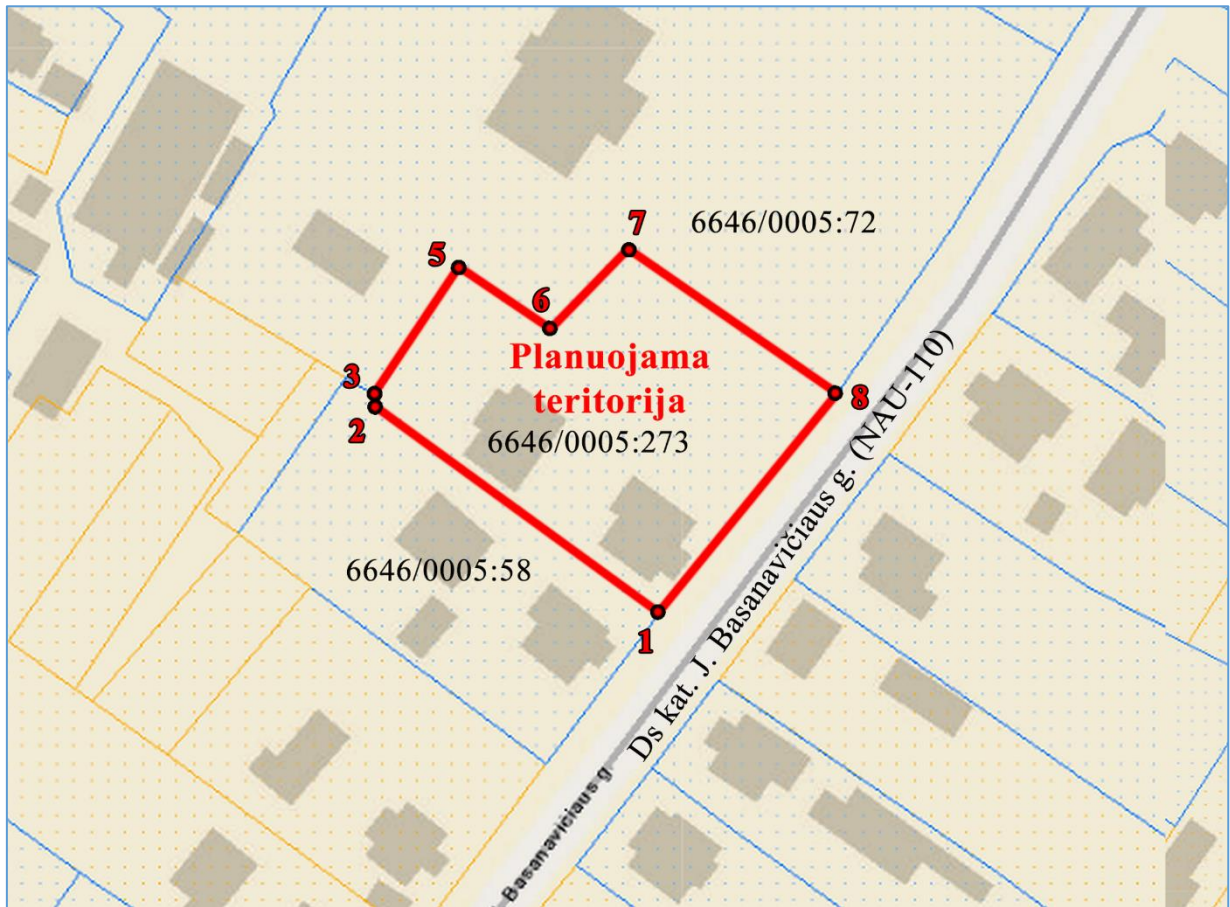 7
6646/0005:72
5
6
Planuojama
teritorija
3
8
2
6646/0005:273
Ds kat. J. Basanavičiaus g. (NAU-110)
6646/0005:58
1
Basanavičiaus g